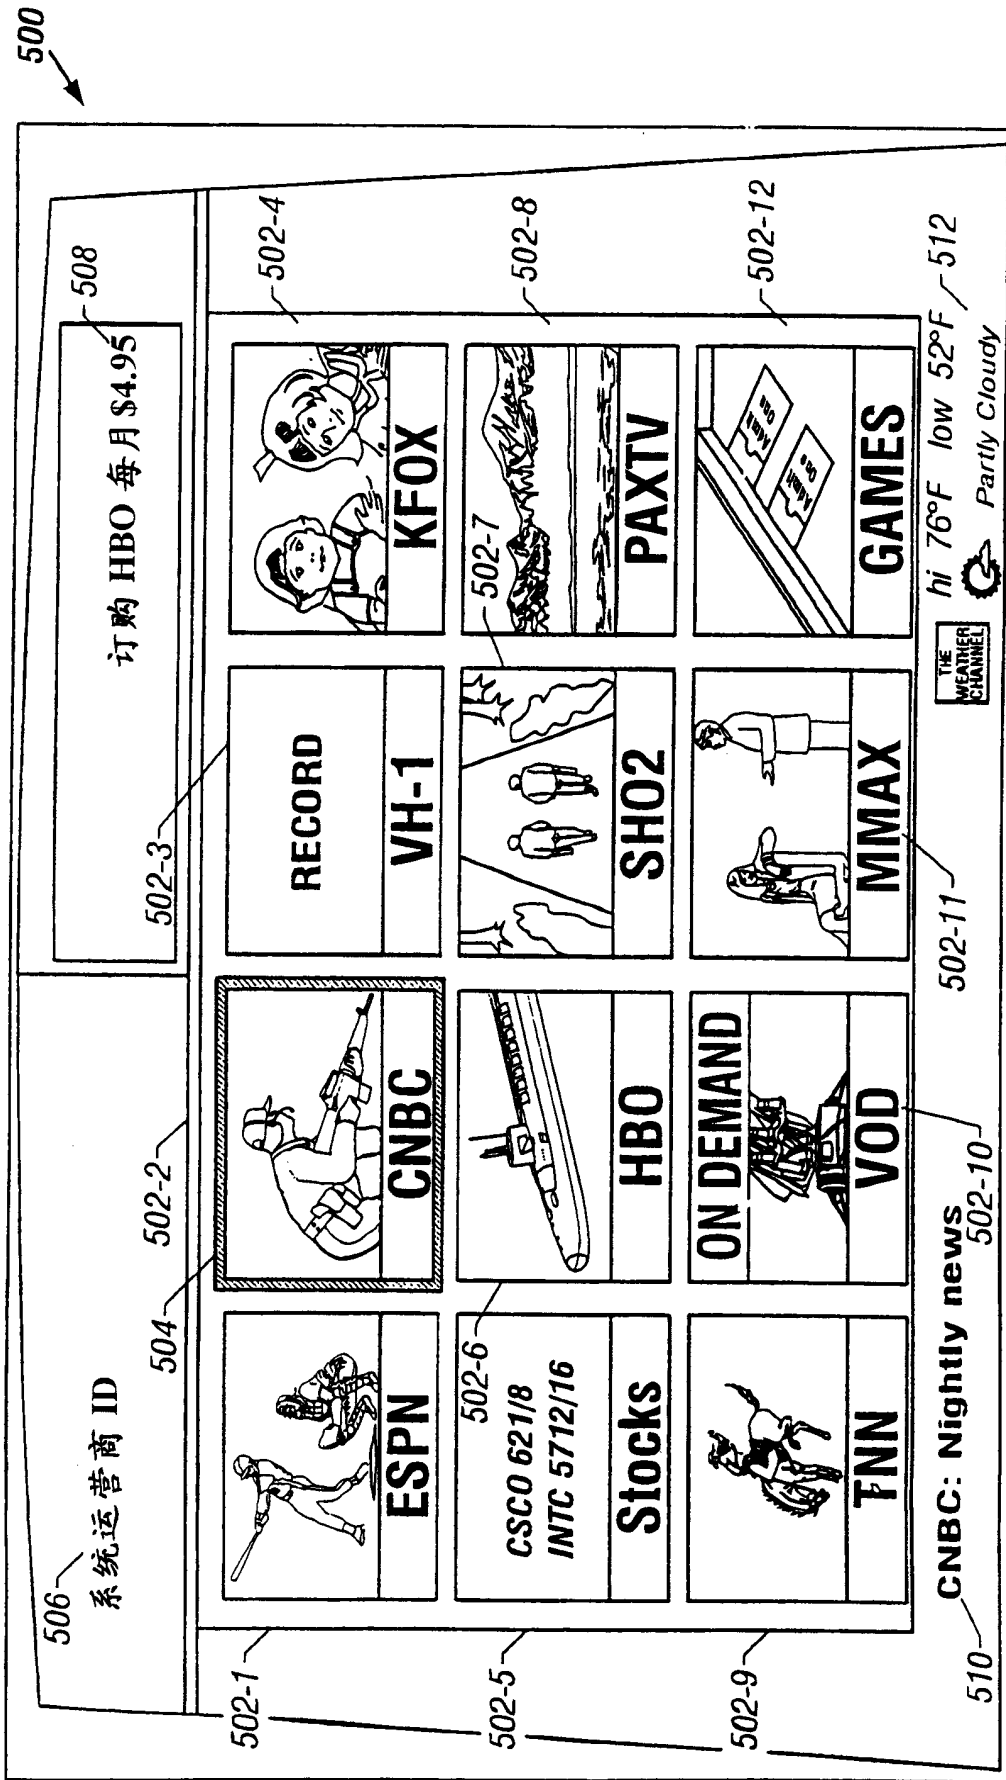 500
506
系统运营商 ID
订购 HBO 每月 $4.95
508
504
502-2
502-3
502-4
502-1
ESPN
CNBC
RECORD
VH-1
KFOX
502-5
502-6
502-7
502-8
CSCO 621/8
INTC 5712/16
Stocks
HBO
SHO2
PAXTV
502-9
502-12
TNN
ON DEMAND
VOD
MMAX
Admit
One
Admit
One
GAMES
510
CNBC: Nightly news
502-10
502-11
THE
WEATHER
CHANNEL
hi 76°F low 52°F
Partly Cloudy
512